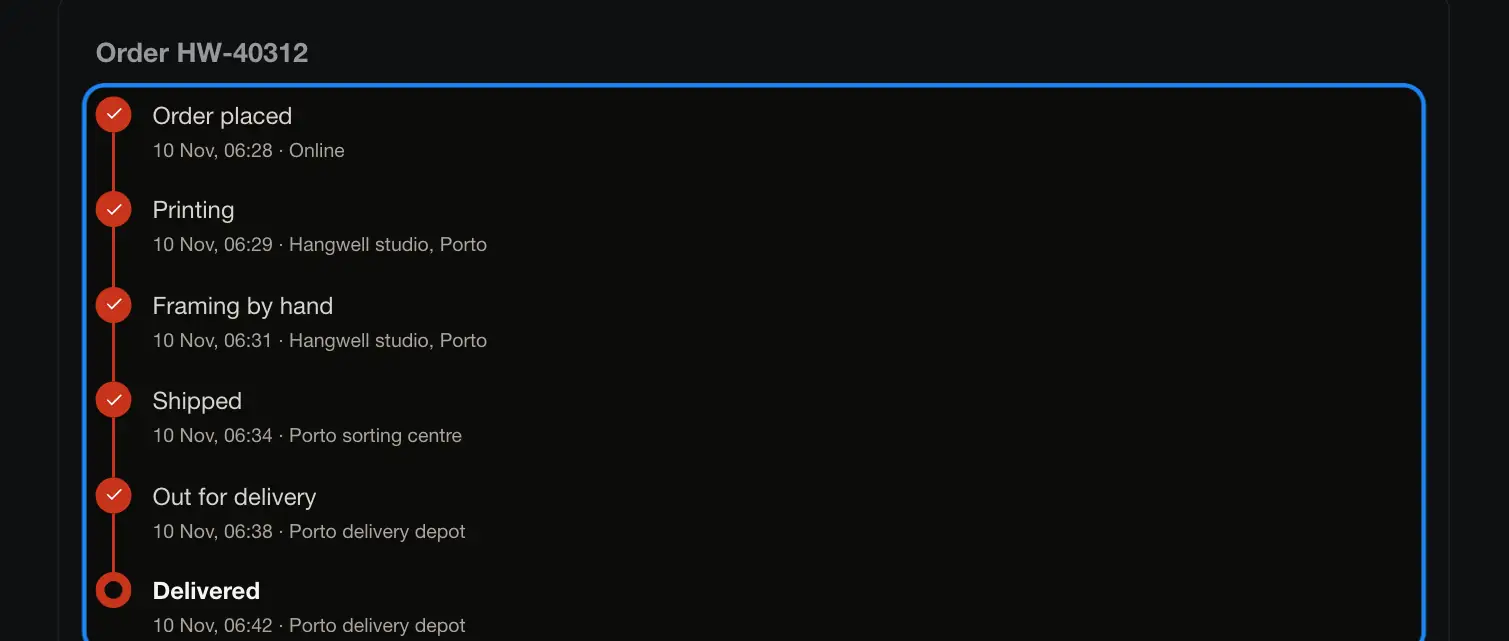 Order HW-40312
Order placed
10 Nov, 06:28 · Online
Printing
10 Nov, 06:29 · Hangwell studio, Porto
Framing by hand
10 Nov, 06:31 · Hangwell studio, Porto
Shipped
10 Nov, 06:34 · Porto sorting centre
Out for delivery
10 Nov, 06:38 · Porto delivery depot
Delivered
10 Nov, 06:42 · Porto delivery depot